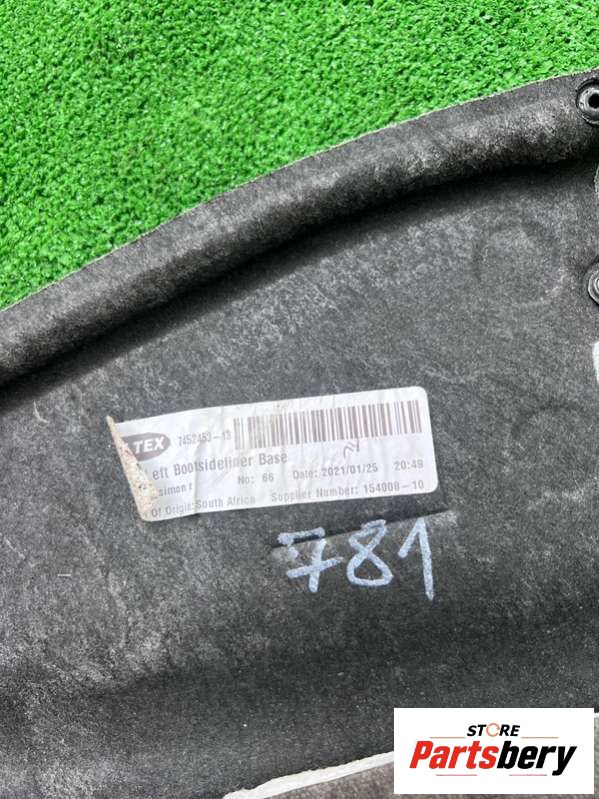 TEX 7452453-13
Left Bootsideliner Base
simon r No: 66 Date: 2021/01/25 20:49
Of Origin:South Africa Supplier Number: 154008-10
781
STORE
Partsbery